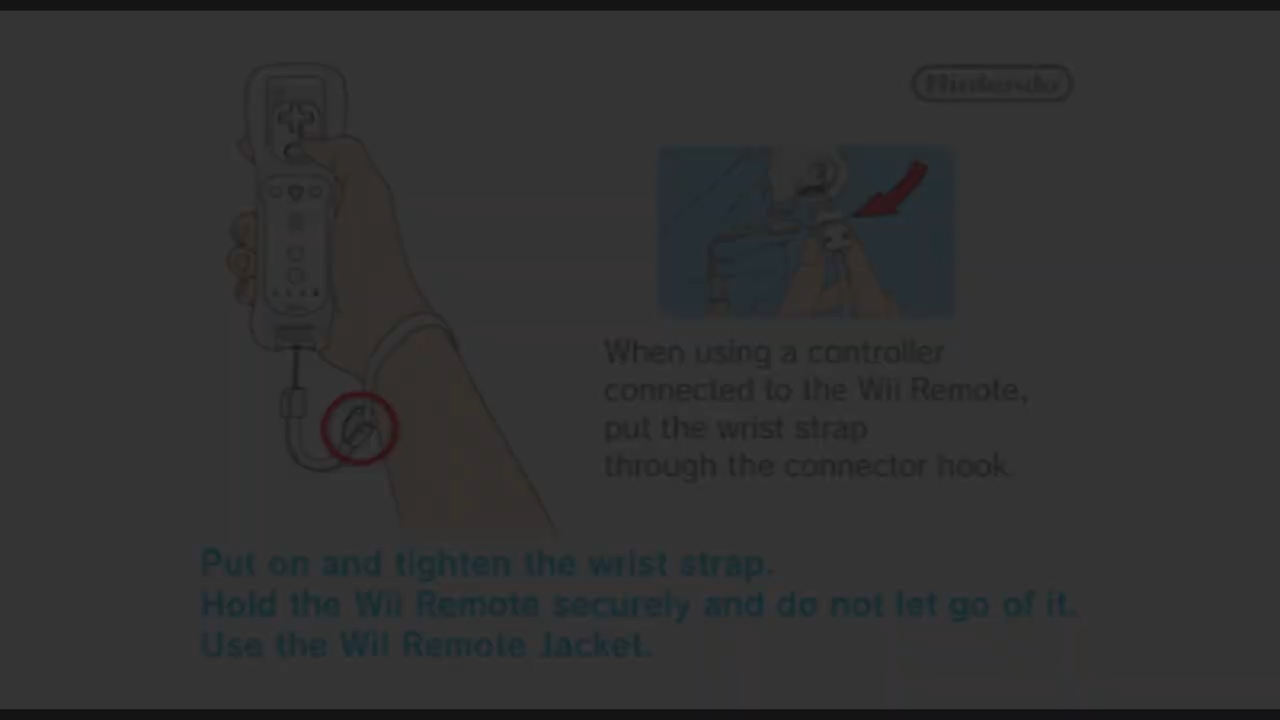 Nintendo
When using a controller
connected to the Wii Remote,
put the wrist strap
through the connector hook.
Put on and tighten the wrist strap.
Hold the Wii Remote securely and do not let go of it.
Use the Wii Remote Jacket.